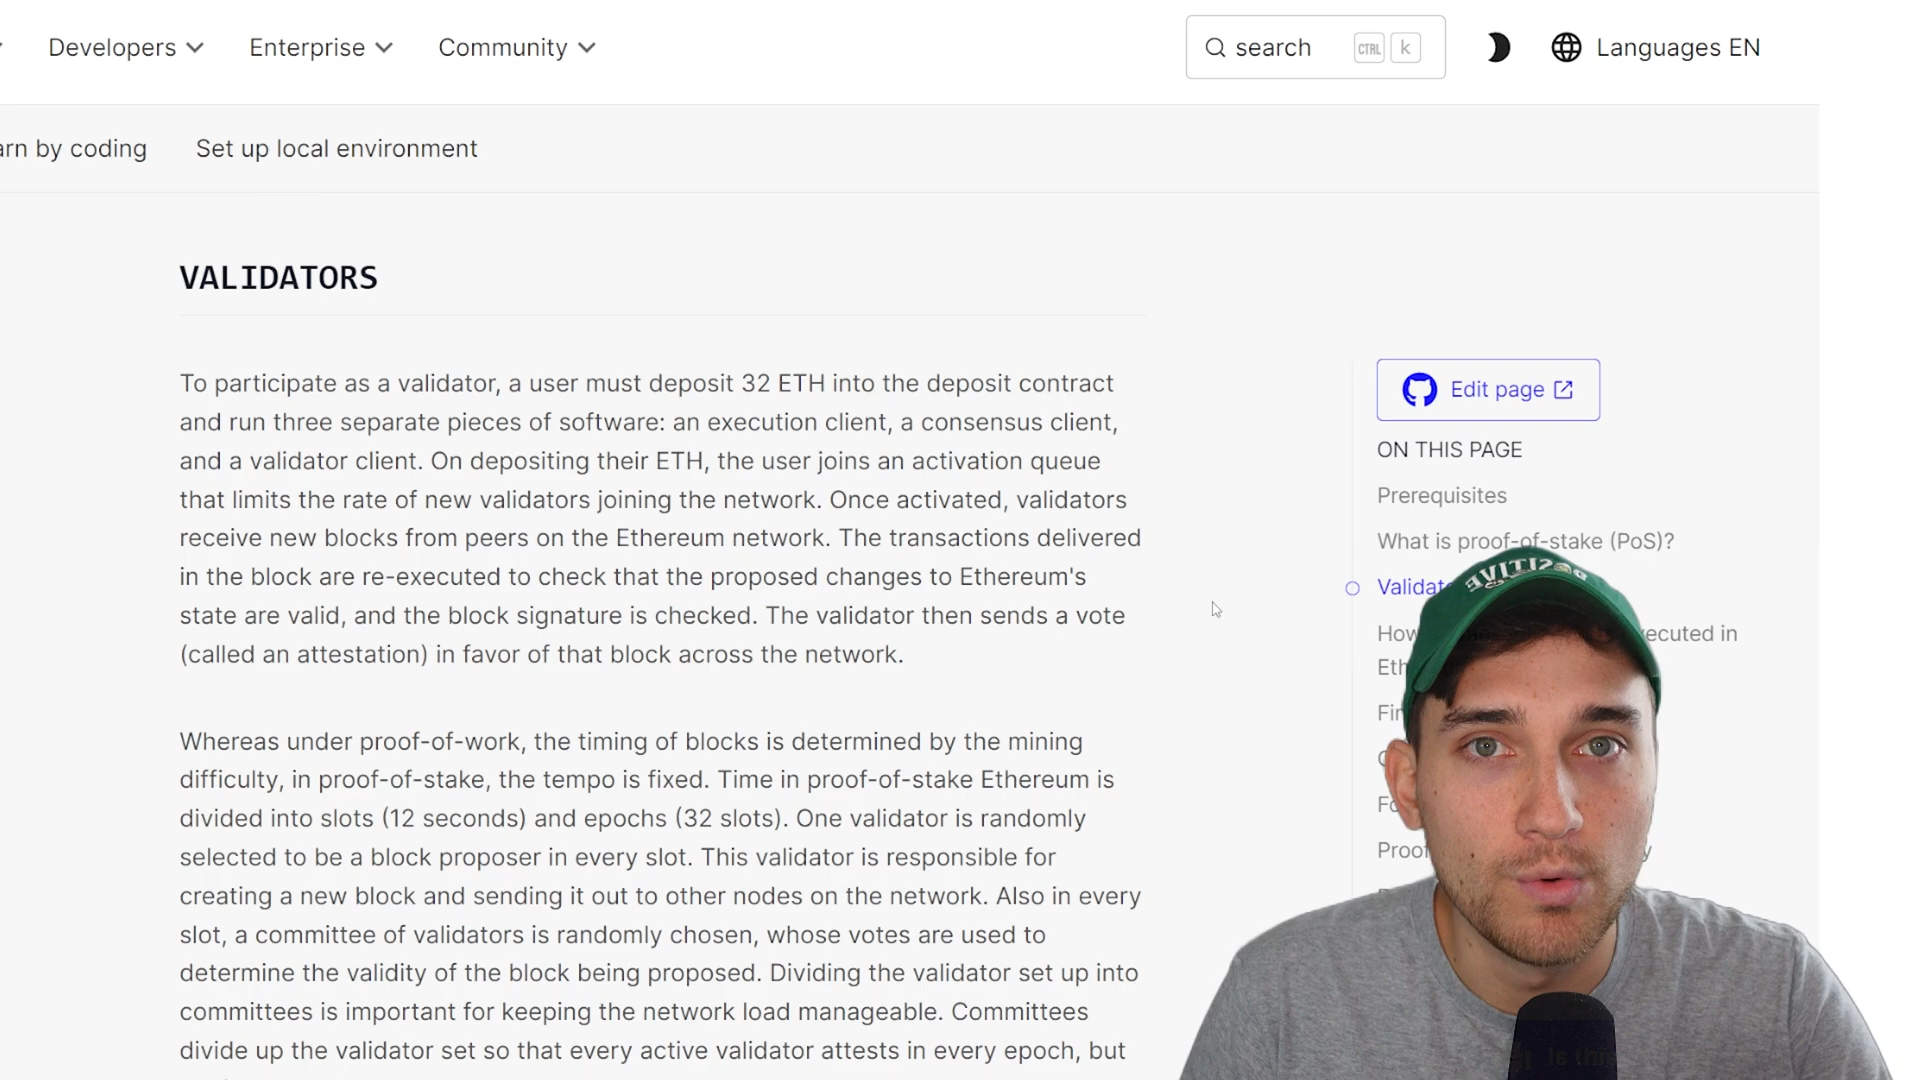 Developers Enterprise Community search CTRL k Languages EN
by coding Set up local environment
VALIDATORS
To participate as a validator, a user must deposit 32 ETH into the deposit contract
and run three separate pieces of software: an execution client, a consensus client,
and a validator client. On depositing their ETH, the user joins an activation queue
that limits the rate of new validators joining the network. Once activated, validators
receive new blocks from peers on the Ethereum network. The transactions delivered
in the block are re-executed to check that the proposed changes to Ethereum's
state are valid, and the block signature is checked. The validator then sends a vote
(called an attestation) in favor of that block across the network.
Whereas under proof-of-work, the timing of blocks is determined by the mining
difficulty, in proof-of-stake, the tempo is fixed. Time in proof-of-stake Ethereum is
divided into slots (12 seconds) and epochs (32 slots). One validator is randomly
selected to be a block proposer in every slot. This validator is responsible for
creating a new block and sending it out to other nodes on the network. Also in every
slot, a committee of validators is randomly chosen, whose votes are used to
determine the validity of the block being proposed. Dividing the validator set up into
committees is important for keeping the network load manageable. Committees
divide up the validator set so that every active validator attests in every epoch, but
Edit page
ON THIS PAGE
Prerequisites
What is proof-of-stake (PoS)?
How in
POSITIVE
Is this